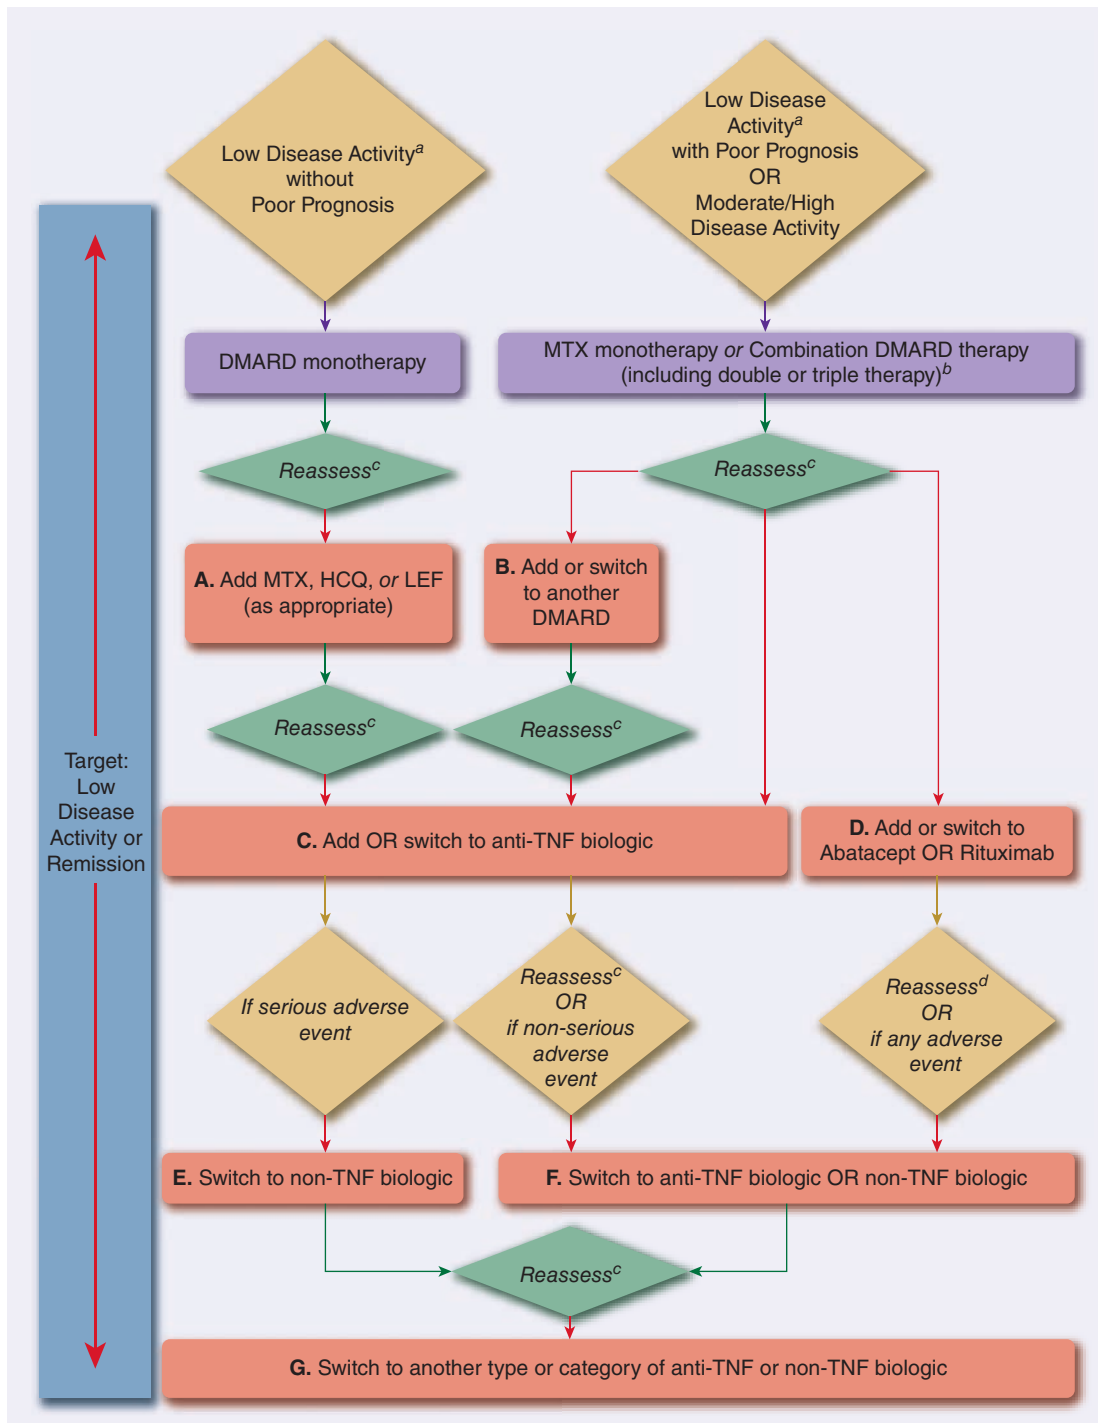 Low Disease Activitya
without
Poor Prognosis
Low Disease
Activitya
with Poor Prognosis
OR
Moderate/High
Disease Activity
DMARD monotherapy
MTX monotherapy or Combination DMARD therapy
(including double or triple therapy)b
Reassessc
Reassessc
A. Add MTX, HCQ, or LEF
(as appropriate)
B. Add or switch
to another
DMARD
Reassessc
Reassessc
Target:
Low
Disease
Activity or
Remission
C. Add OR switch to anti-TNF biologic
D. Add or switch to
Abatacept OR Rituximab
If serious adverse
event
Reassessc
OR
if non-serious
adverse
event
Reassessd
OR
if any adverse
event
E. Switch to non-TNF biologic
F. Switch to anti-TNF biologic OR non-TNF biologic
Reassessc
G. Switch to another type or category of anti-TNF or non-TNF biologic